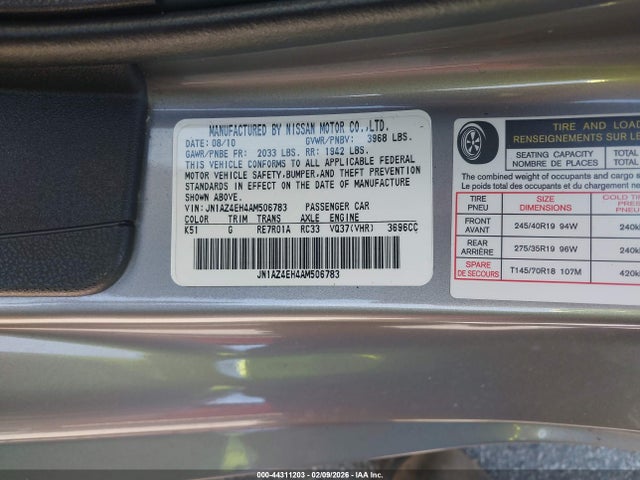 MANUFACTURED BY NISSAN MOTOR CO.,LTD.
DATE: 08/10 GVWR/PNBV: 3968 LBS.
GAWR/PNBE FR: 2033 LBS. RR: 1942 LBS.
THIS VEHICLE CONFORMS TO ALL APPLICABLE FEDERAL
MOTOR VEHICLE SAFETY,BUMPER,AND THEFT PREVENTION
STANDARDS IN EFFECT ON THE DATE OF MANUFACTURE
SHOWN ABOVE.
VIN: JN1AZ4EH4AM506783 PASSENGER CAR
COLOR TRIM TRANS AXLE ENGINE
K51 G RE7R01A RC33 VQ37(VHR) 3696CC
JN1AZ4EH4AM506783
TIRE AND LOA
RENSEIGNEMENTS SUR LE
SEATING CAPACITY
NOMBRE DE PLACES
The combined weight of occupants and cargo s
Le poids total des occupants et du chargement
TIRE PNEU SIZE DIMENSIONS COLD TI
FRONT AVANT 245/40R19 94W 240k
REAR ARRIÈRE 275/35R19 96W 240k
SPARE DE SECOURS T145/70R18 107M 420k
000-44311203 - 02/09/2026 - IAAI.COM